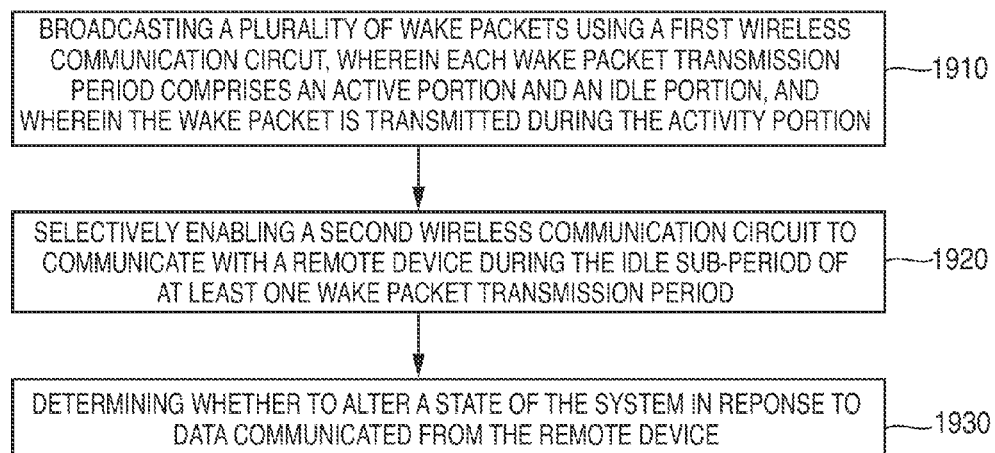 BROADCASTING A PLURALITY OF WAKE PACKETS USING A FIRST WIRELESS
COMMUNICATION CIRCUT, WHEREIN EACH WAKE PACKET TRANSMISSION
PERIOD COMPRISES AN ACTIVE PORTION AND AN IDLE PORTION, AND
WHEREIN THE WAKE PACKET IS TRANSMITTED DURING THE ACTIVITY PORTION
1910
SELECTIVELY ENABLING A SECOND WIRELESS COMMUNICATION CIRCUIT TO
COMMUNICATE WITH A REMOTE DEVICE DURING THE IDLE SUB-PERIOD OF
AT LEAST ONE WAKE PACKET TRANSMISSION PERIOD
1920
DETERMINING WHETHER TO ALTER A STATE OF THE SYSTEM IN REPONSE TO
DATA COMMUNICATED FROM THE REMOTE DEVICE
1930